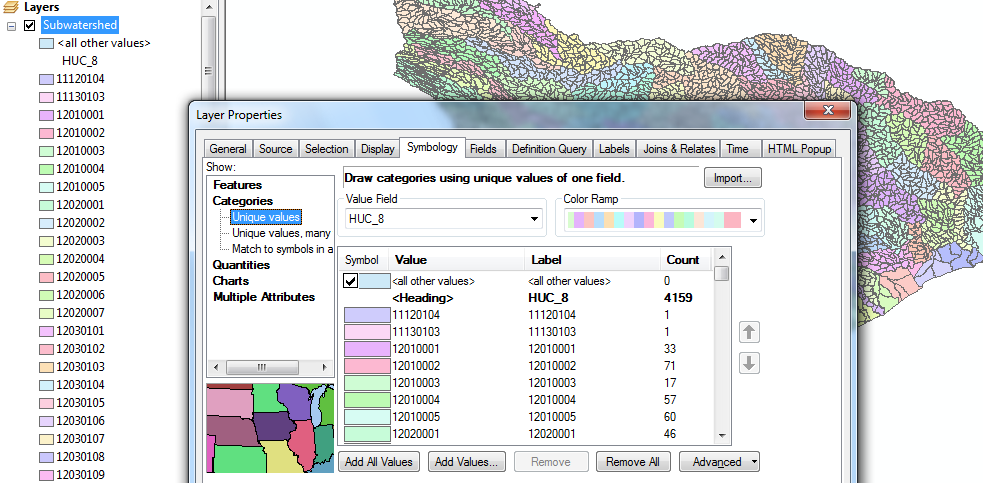 Layers
Subwatershed
<all other values>
HUC_8
11120104
11130103
12010001
12010002
12010003
12010004
12010005
12020001
12020002
12020003
12020004
12020005
12020006
12020007
12030101
12030102
12030103
12030104
12030105
12030106
12030107
12030108
12030109
Layer Properties
General Source Selection Display Symbology Fields Definition Query Labels Joins & Relates Time HTML Popup
Show:
Features
Categories
Unique values
Unique values, many
Match to symbols in a
Quantities
Charts
Multiple Attributes
Draw categories using unique values of one field. Import...
Value Field Color Ramp
HUC_8
Symbol Value Label Count
<all other values> <all other values> 0
<Heading> HUC_8 4159
11120104 11120104 1
11130103 11130103 1
12010001 12010001 33
12010002 12010002 71
12010003 12010003 17
12010004 12010004 57
12010005 12010005 60
12020001 12020001 46
Add All Values Add Values... Remove Remove All Advanced